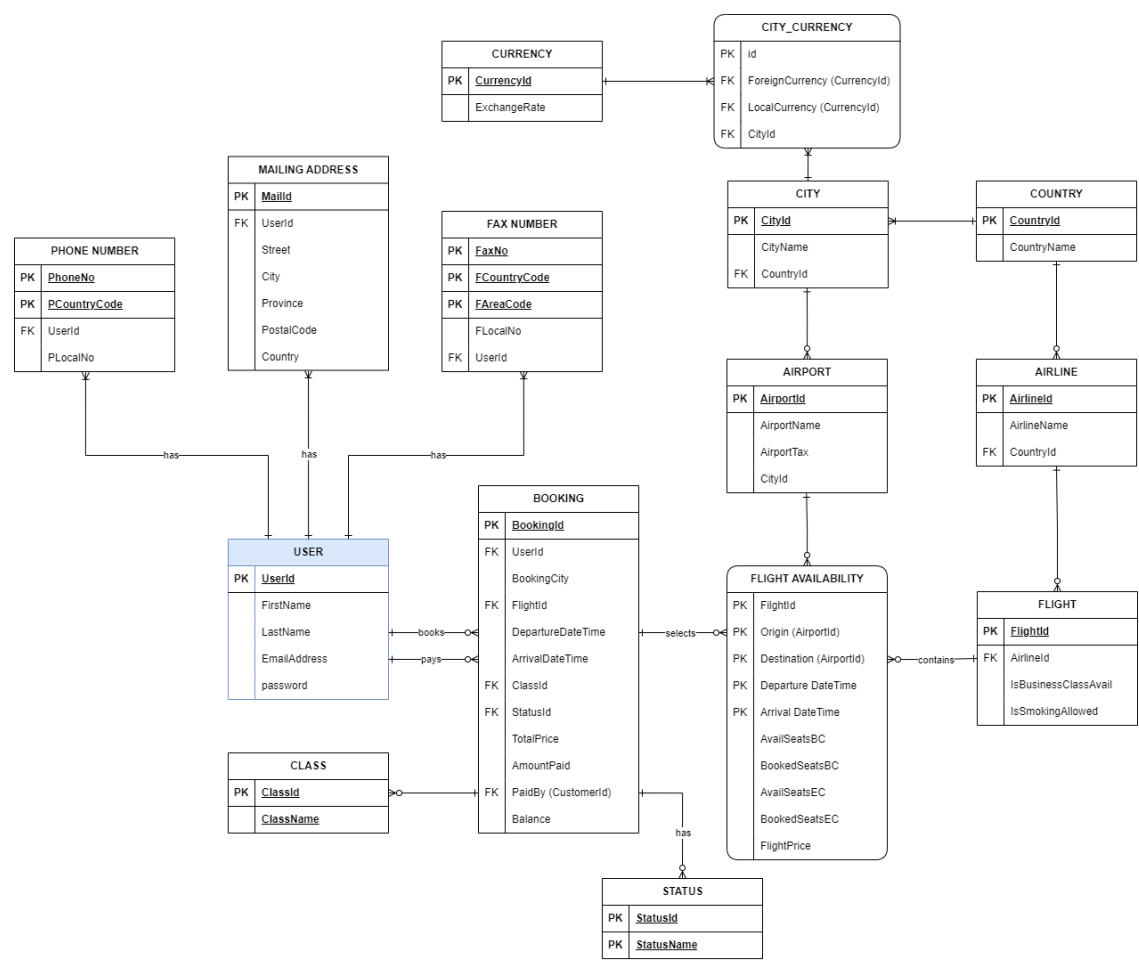 CITY_CURRENCY
PK id
FK ForeignCurrency (CurrencyId)
FK LocalCurrency (CurrencyId)
FK CityId
CURRENCY
PK CurrencyId
ExchangeRate
MAILING ADDRESS
PK MailId
FK UserId
Street
City
Province
PostalCode
Country
CITY
PK CityId
CityName
FK CountryId
COUNTRY
PK CountryId
CountryName
FAX NUMBER
PK FaxNo
PK FCountryCode
PK FAreaCode
FLocalNo
FK UserId
PHONE NUMBER
PK PhoneNo
PK PCountryCode
FK UserId
PLocalNo
AIRPORT
PK AirportId
AirportName
AirportTax
CityId
AIRLINE
PK AirlineId
AirlineName
FK CountryId
has
has
has
BOOKING
PK BookingId
FK UserId
BookingCity
FK FlightId
DepartureDateTime
ArrivalDateTime
FK ClassId
FK StatusId
TotalPrice
AmountPaid
FK PaidBy (CustomerId)
Balance
USER
PK UserId
FirstName
LastName
EmailAddress
password
books
pays
selects
contains
FLIGHT AVAILABILITY
PK FilghtId
PK Origin (AirportId)
PK Destination (AirportId)
PK Departure DateTime
PK Arrival DateTime
AvailSeatsBC
BookedSeatsBC
AvailSeatsEC
BookedSeatsEC
FlightPrice
FLIGHT
PK FlightId
FK AirlineId
IsBusinessClassAvail
IsSmokingAllowed
CLASS
PK ClassId
ClassName
has
STATUS
PK StatusId
PK StatusName